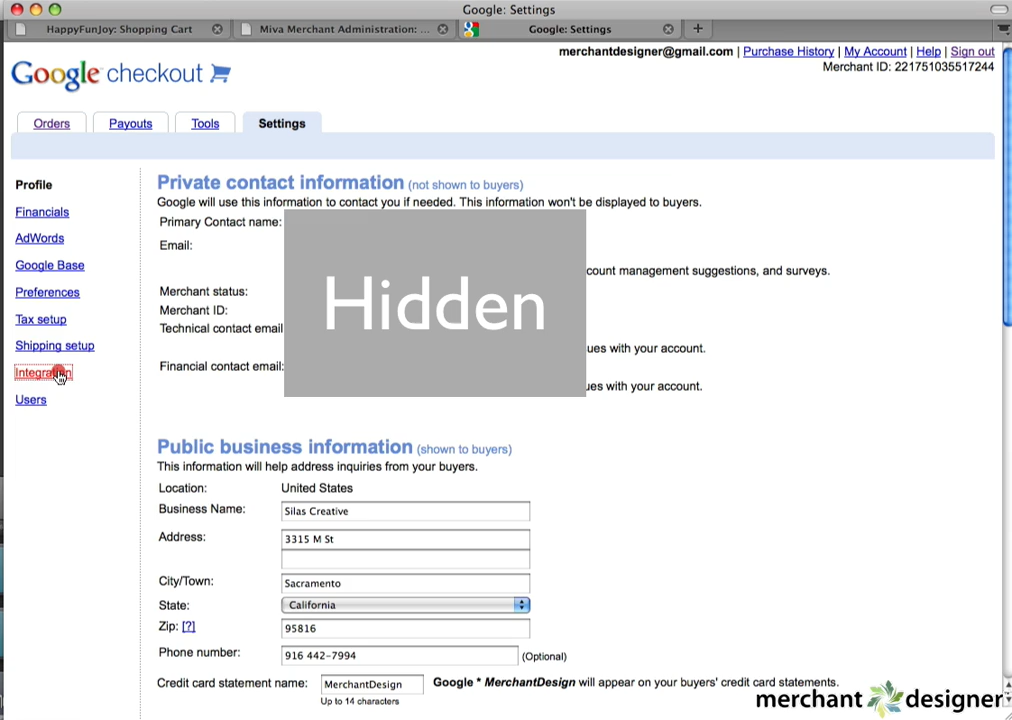 Google: Settings
HappyFunJoy: Shopping Cart
Miva Merchant Administration: ...
Google: Settings
merchantdesigner@gmail.com | Purchase History | My Account | Help | Sign out
Merchant ID: 221751035517244
Google checkout
Orders
Payouts
Tools
Settings
Profile
Financials
AdWords
Google Base
Preferences
Tax setup
Shipping setup
Users
Private contact information (not shown to buyers)
Google will use this information to contact you if needed. This information won't be displayed to buyers.
Primary Contact name:
Email:
count management suggestions, and surveys.
Merchant status:
Merchant ID:
Technical contact email
ues with your account.
Financial contact email:
ues with your account.
Hidden
Public business information (shown to buyers)
This information will help address inquiries from your buyers.
Location: United States
Business Name: Silas Creative
Address: 3315 M St
City/Town: Sacramento
State: California
Zip: [?] 95816
Phone number: 916 442-7994 (Optional)
Credit card statement name: MerchantDesign Google * MerchantDesign will appear on your buyers' credit card statements.
Up to 14 characters
merchant designer